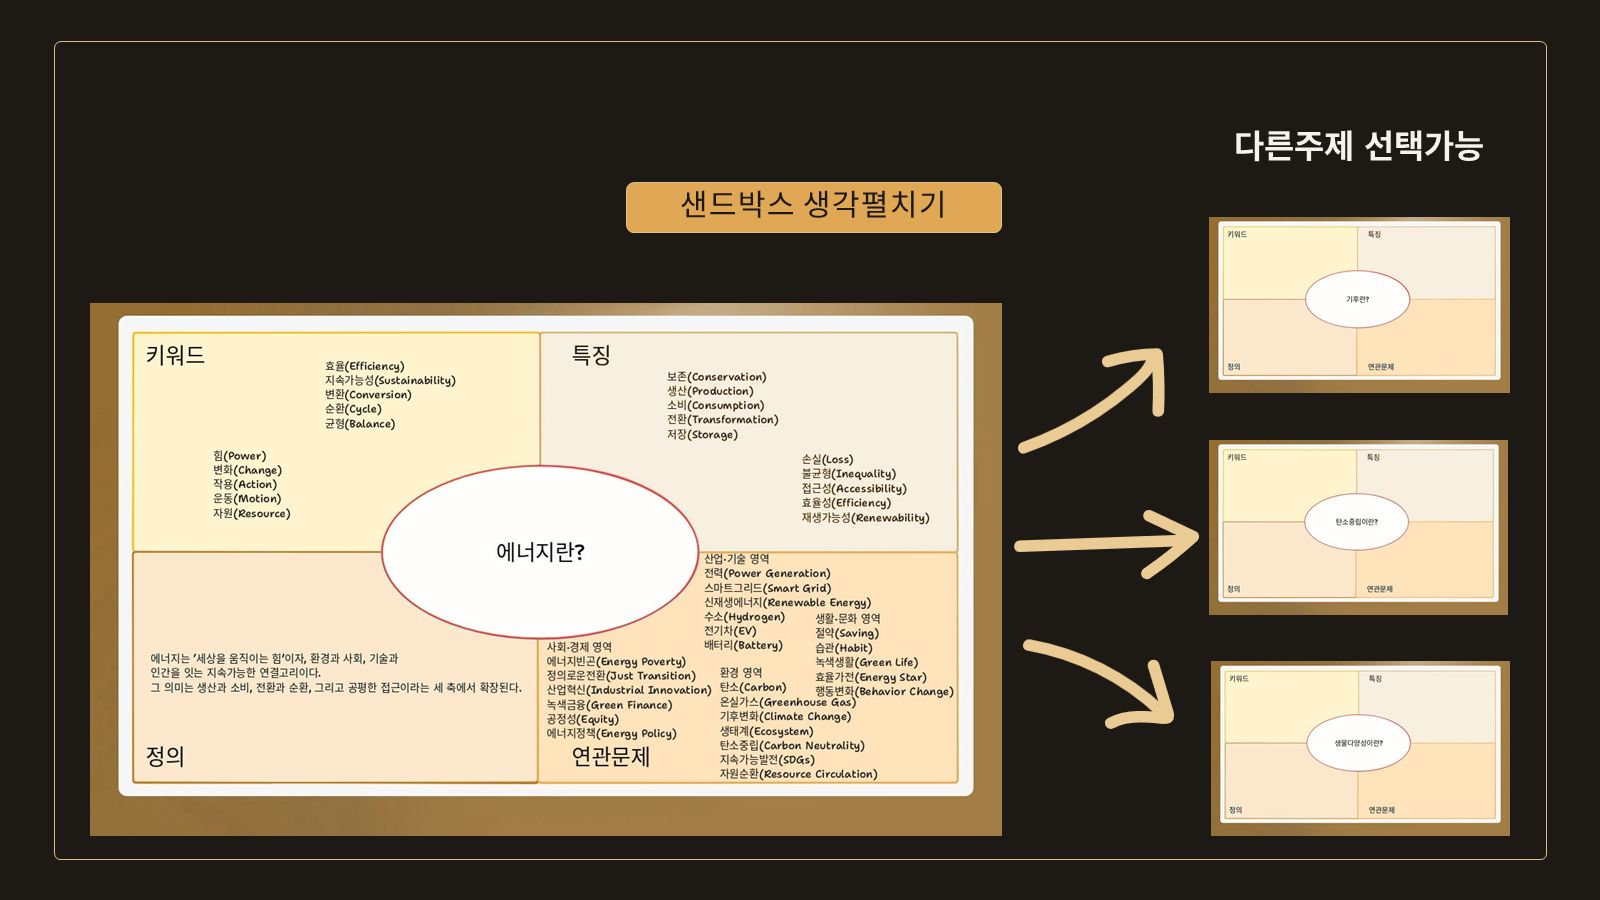 다른주제 선택가능
샌드박스 생각펼치기
키워드
효율(Efficiency)
지속가능성(Sustainability)
변환(Conversion)
순환(Cycle)
균형(Balance)
힘(Power)
변화(Change)
작용(Action)
운동(Motion)
자원(Resource)
특징
보존(Conservation)
생산(Production)
소비(Consumption)
전환(Transformation)
저장(Storage)
손실(Loss)
불균형(Inequality)
접근성(Accessibility)
효율성(Efficiency)
재생가능성(Renewability)
에너지란?
에너지는 ‘세상을 움직이는 힘’이자, 환경과 사회, 기술과
인간을 잇는 지속가능한 연결고리이다.
그 의미는 생산과 소비, 전환과 순환, 그리고 공평한 접근이라는 세 축에서 확장된다.
정의
산업·기술 영역
전력(Power Generation)
스마트그리드(Smart Grid)
신재생에너지(Renewable Energy)
수소(Hydrogen)
전기차(EV)
배터리(Battery)
생활·문화 영역
절약(Saving)
습관(Habit)
녹색생활(Green Life)
효율가전(Energy Star)
행동변화(Behavior Change)
사회·경제 영역
에너지빈곤(Energy Poverty)
정의로운전환(Just Transition)
산업혁신(Industrial Innovation)
녹색금융(Green Finance)
공정성(Equity)
에너지정책(Energy Policy)
환경 영역
탄소(Carbon)
온실가스(Greenhouse Gas)
기후변화(Climate Change)
생태계(Ecosystem)
탄소중립(Carbon Neutrality)
지속가능발전(SDGs)
자원순환(Resource Circulation)
연관문제
키워드
특징
기후란?
정의
연관문제
키워드
특징
탄소중립이란?
정의
연관문제
키워드
특징
생물다양성이란?
정의
연관문제